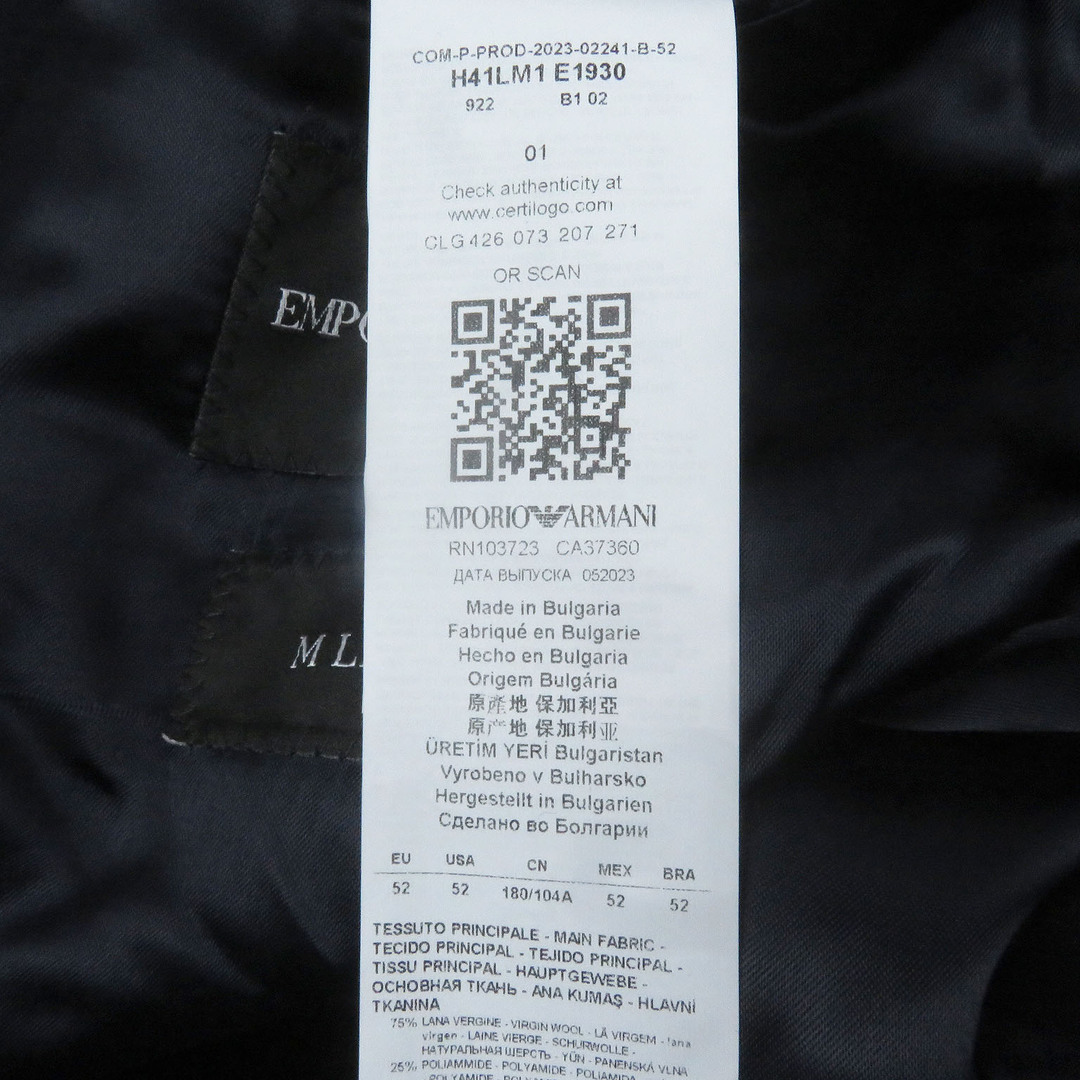 COM-P-PROD-2023-02241-B-52
H41LM1 E1930
922 B1 02
01
Check authenticity at
www.certilogo.com
CLG 426 073 207 271
OR SCAN
EMPORIO ARMANI
RN103723 CA37360
ДАТА ВЫПУСКА 052023
Made in Bulgaria
Fabriqué en Bulgarie
Hecho en Bulgaria
Origem Bulgária
原產地 保加利亞
原产地 保加利亚
ÜRETİM YERİ Bulgaristan
Vyrobeno v Bulharsko
Hergestellt in Bulgarien
Сделано во Болгарии
EU USA CN MEX BRA
52 52 180/104A 52 52
TESSUTO PRINCIPALE - MAIN FABRIC -
TECIDO PRINCIPAL - TEJIDO PRINCIPAL -
TISSU PRINCIPAL - HAUPTGEWEBE -
ОСНОВНАЯ ТКАНЬ - ANA KUMAŞ - HLAVNÍ
TKANINA
75% LANA VERGINE - VIRGIN WOOL - LÃ VIRGEM - lana
virgen - LAINE VIERGE - SCHURWOLLE -
НАТУРАЛЬНАЯ ШЕРСТЬ - YÜN - PANENSKÁ VLNA
25% POLIAMMIDE - POLYAMIDE - POLIAMIDA
POLYAMIDE
EMPO
M L